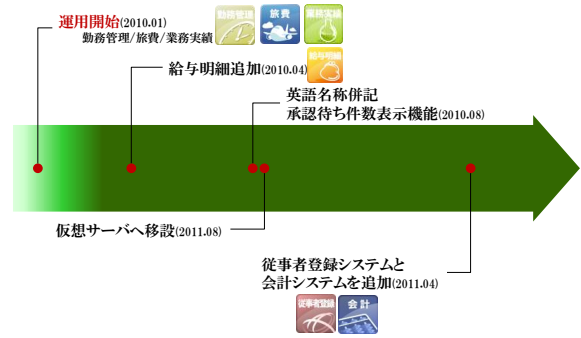 運用開始(2010.01)
勤務管理/旅費/業務実績
勤務管理
旅費
業務実績
給与明細追加(2010.04)
給与明細
英語名称併記
承認待ち件数表示機能(2010.08)
仮想サーバへ移設(2011.08)
従事者登録システムと
会計システムを追加(2011.04)
従事者登録
会計